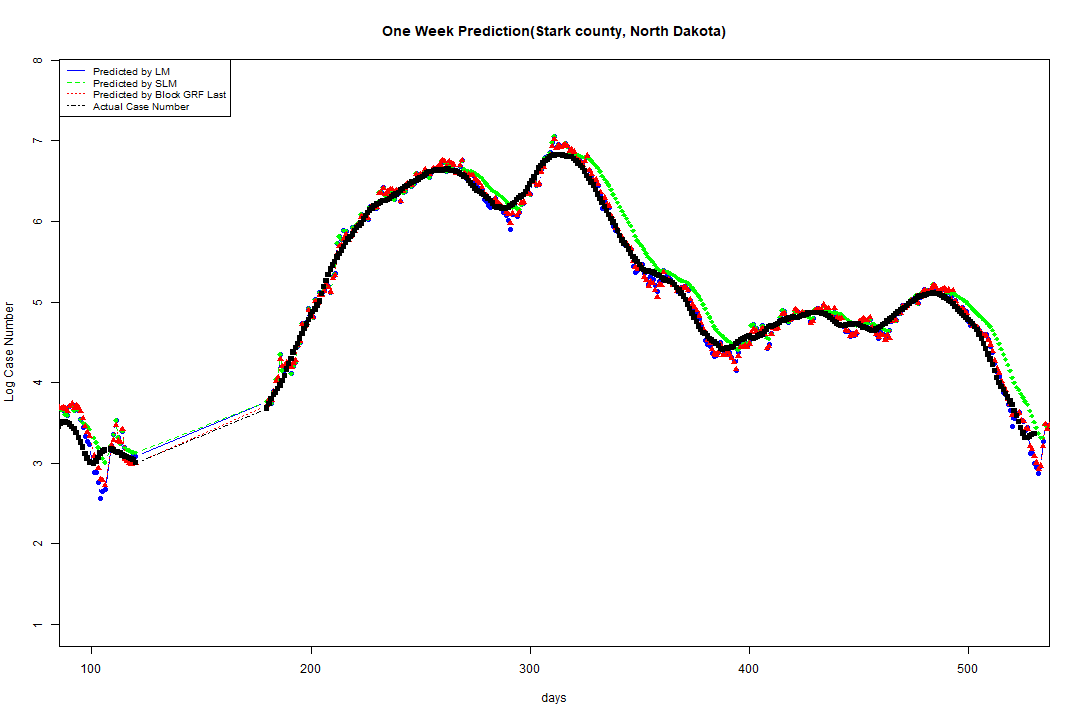 One Week Prediction(Stark county, North Dakota)
Predicted by LM
Predicted by SLM
Predicted by Block GRF Last
Actual Case Number
8
7
6
5
4
3
2
1
Log Case Number
100 200 300 400 500
days